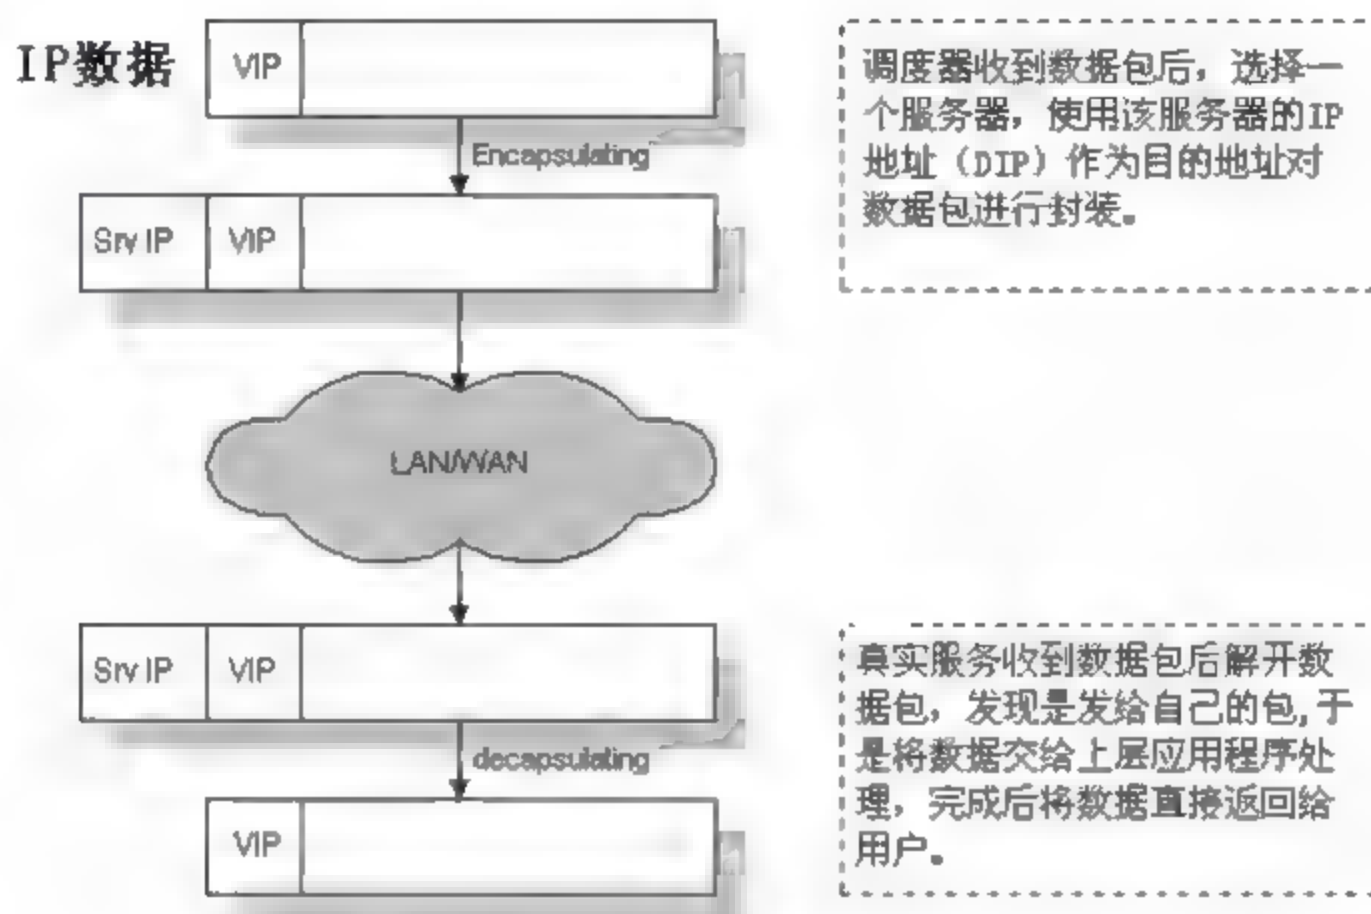 IP数据
VIP
调度器收到数据包后，选择一
个服务器，使用该服务器的IP
地址（DIP）作为目的地址对
数据包进行封装。
Encapsulating
Srv IP VIP
LAN/WAN
Srv IP VIP
真实服务收到数据包后解开数
据包，发现是发给自己的包,于
是将数据交给上层应用程序处
理，完成后将数据直接返回给
用户。
decapsulating
VIP